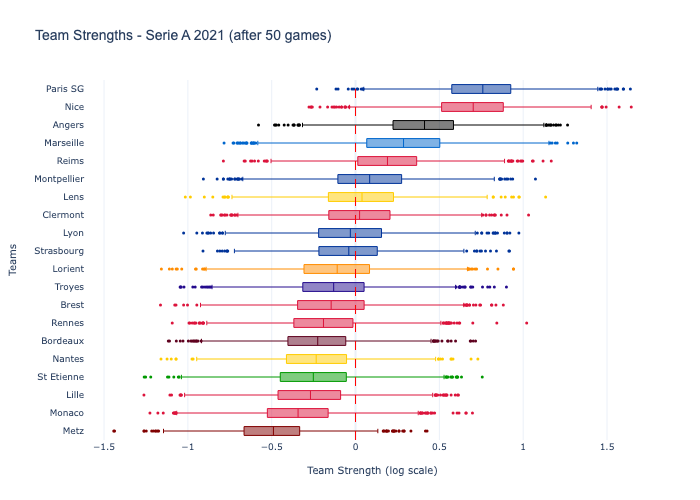 Team Strengths - Serie A 2021 (after 50 games)
Paris SG
Nice
Angers
Marseille
Reims
Montpellier
Lens
Clermont
Lyon
Strasbourg
Lorient
Troyes
Brest
Rennes
Bordeaux
Nantes
St Etienne
Lille
Monaco
Metz
Teams
−1.5 −1 −0.5 0 0.5 1 1.5
Team Strength (log scale)